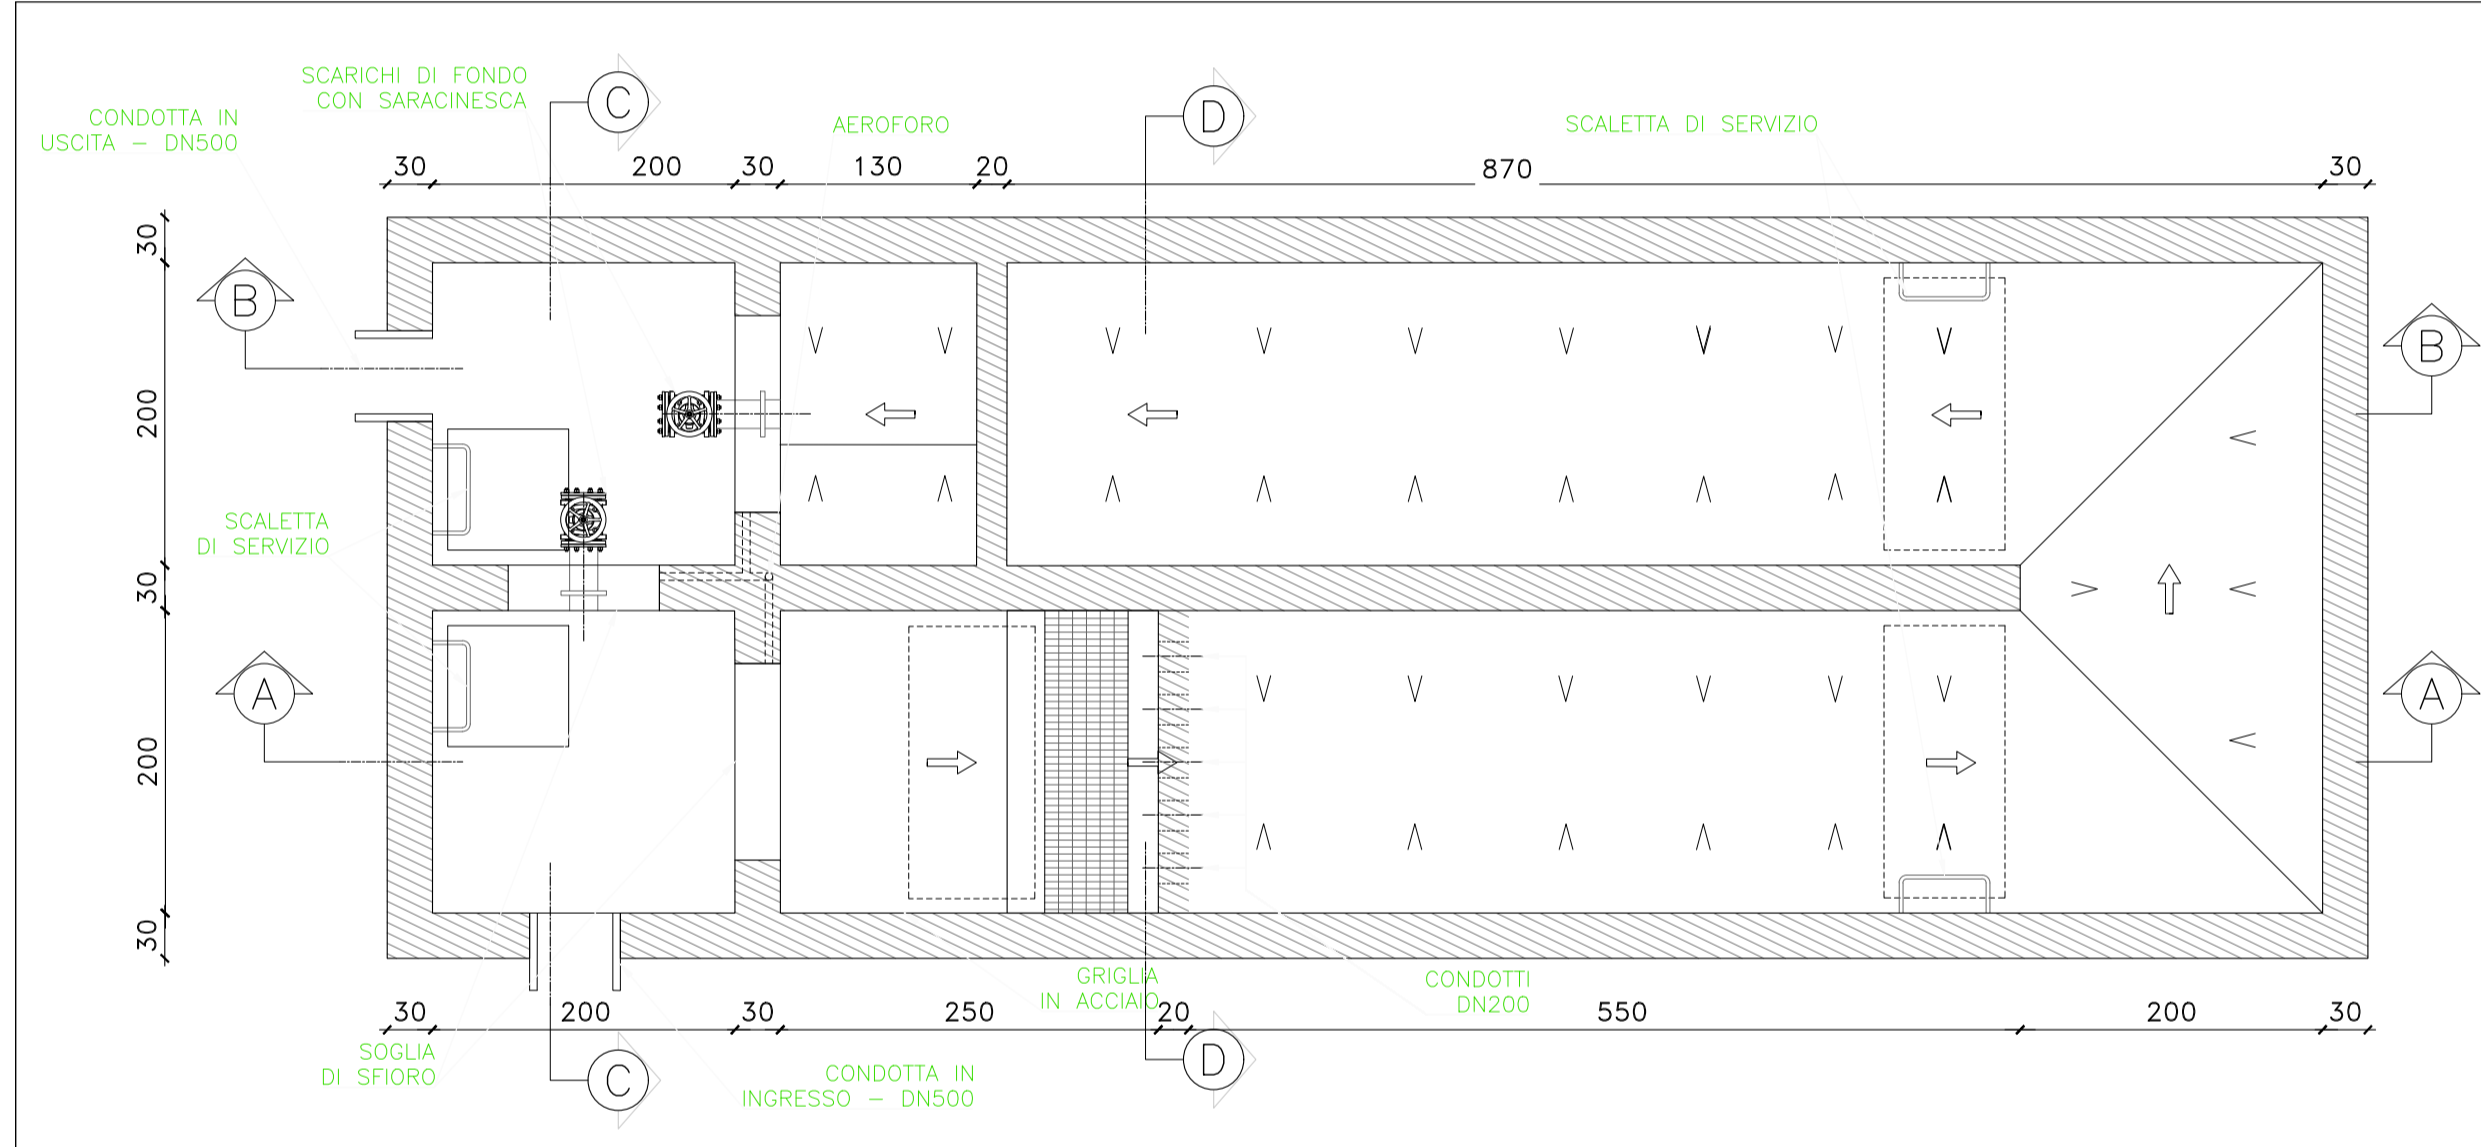 SCARICHI DI FONDO
CON SARACINESCA
C
CONDOTTA IN
USCITA – DN500
AEROFORO
D
SCALETTA DI SERVIZIO
30
200
30
130
20
870
30
30
200
30
200
30
B
B
SCALETTA
DI SERVIZIO
A
A
GRIGLIA
IN ACCIAIO
CONDOTTI
DN200
30
200
30
250
20
550
200
30
SOGLIA
DI SFIORO
C
D
CONDOTTA IN
INGRESSO – DN500